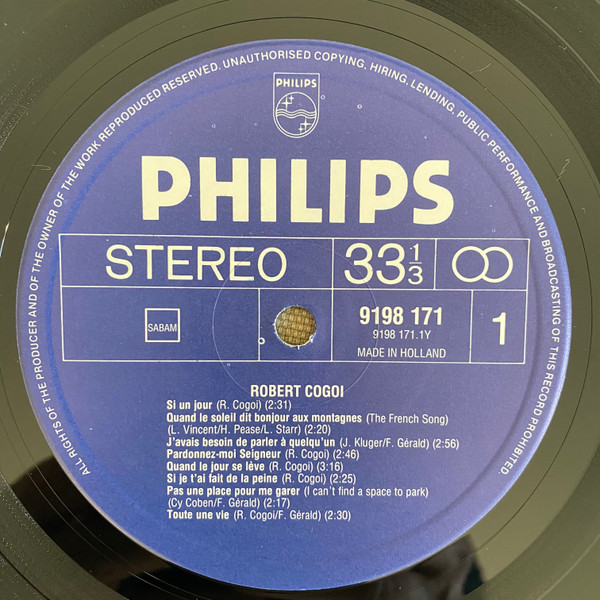 ALL RIGHTS OF THE PRODUCER AND OF THE OWNER OF THE WORK REPRODUCED RESERVED. UNAUTHORISED COPYING, HIRING, LENDING, PUBLIC PERFORMANCE AND BROADCASTING OF THIS RECORD PROHIBITED.
PHILIPS
PHILIPS
STEREO
33 1/3
SABAM
9198 171
9198 171.1Y
MADE IN HOLLAND
1
ROBERT COGOI
Si un jour (R. Cogoi) (2:31)
Quand le soleil dit bonjour aux montagnes (The French Song)
(L. Vincent/H. Pease/L. Starr) (2:20)
J'avais besoin de parler à quelqu'un (J. Kluger/F. Gérald) (2:56)
Pardonnez-moi Seigneur (R. Cogoi) (2:46)
Quand le jour se lève (R. Cogoi) (3:16)
Si je t'ai fait de la peine (R. Cogoi) (2:25)
Pas une place pour me garer (I can't find a space to park)
(Cy Coben/F. Gérald) (2:17)
Toute une vie (R. Cogoi/F. Gérald) (2:30)